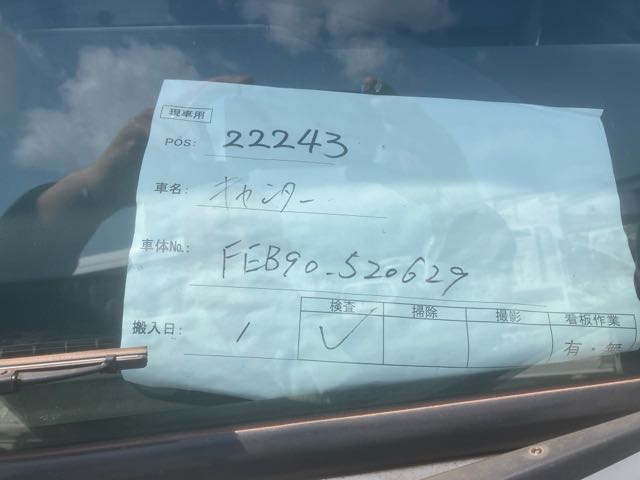 現車用
POS: 22243
車名: キャンター
車体No.: FEB90-520629
搬入日: 1
検査 掃除 撮影 看板作業
✓ 有・無